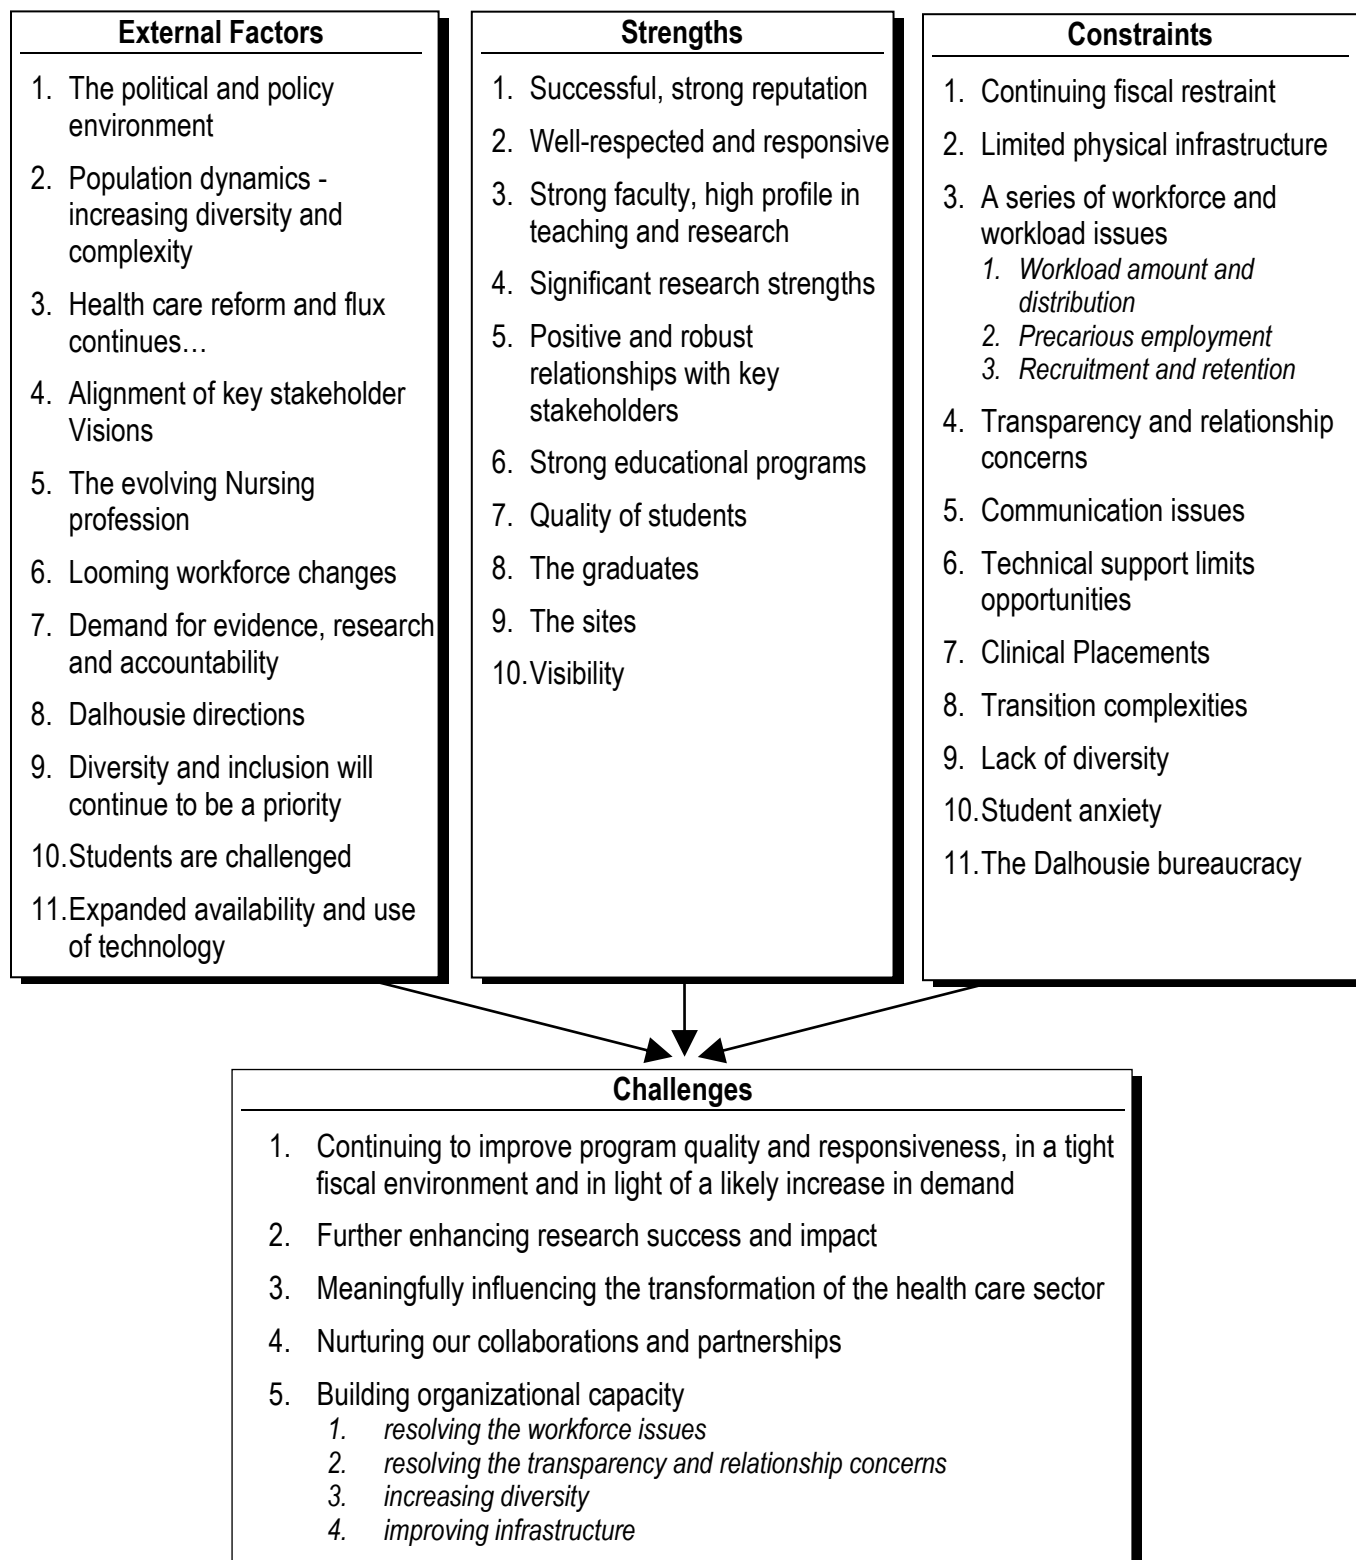 External Factors
1. The political and policy
environment
2. Population dynamics -
increasing diversity and
complexity
3. Health care reform and flux
continues…
4. Alignment of key stakeholder
Visions
5. The evolving Nursing
profession
6. Looming workforce changes
7. Demand for evidence, research
and accountability
8. Dalhousie directions
9. Diversity and inclusion will
continue to be a priority
10. Students are challenged
11. Expanded availability and use
of technology
Strengths
1. Successful, strong reputation
2. Well-respected and responsive
3. Strong faculty, high profile in
teaching and research
4. Significant research strengths
5. Positive and robust
relationships with key
stakeholders
6. Strong educational programs
7. Quality of students
8. The graduates
9. The sites
10. Visibility
Constraints
1. Continuing fiscal restraint
2. Limited physical infrastructure
3. A series of workforce and
workload issues
1. Workload amount and
distribution
2. Precarious employment
3. Recruitment and retention
4. Transparency and relationship
concerns
5. Communication issues
6. Technical support limits
opportunities
7. Clinical Placements
8. Transition complexities
9. Lack of diversity
10. Student anxiety
11. The Dalhousie bureaucracy
Challenges
1. Continuing to improve program quality and responsiveness, in a tight
fiscal environment and in light of a likely increase in demand
2. Further enhancing research success and impact
3. Meaningfully influencing the transformation of the health care sector
4. Nurturing our collaborations and partnerships
5. Building organizational capacity
1. resolving the workforce issues
2. resolving the transparency and relationship concerns
3. increasing diversity
4. improving infrastructure